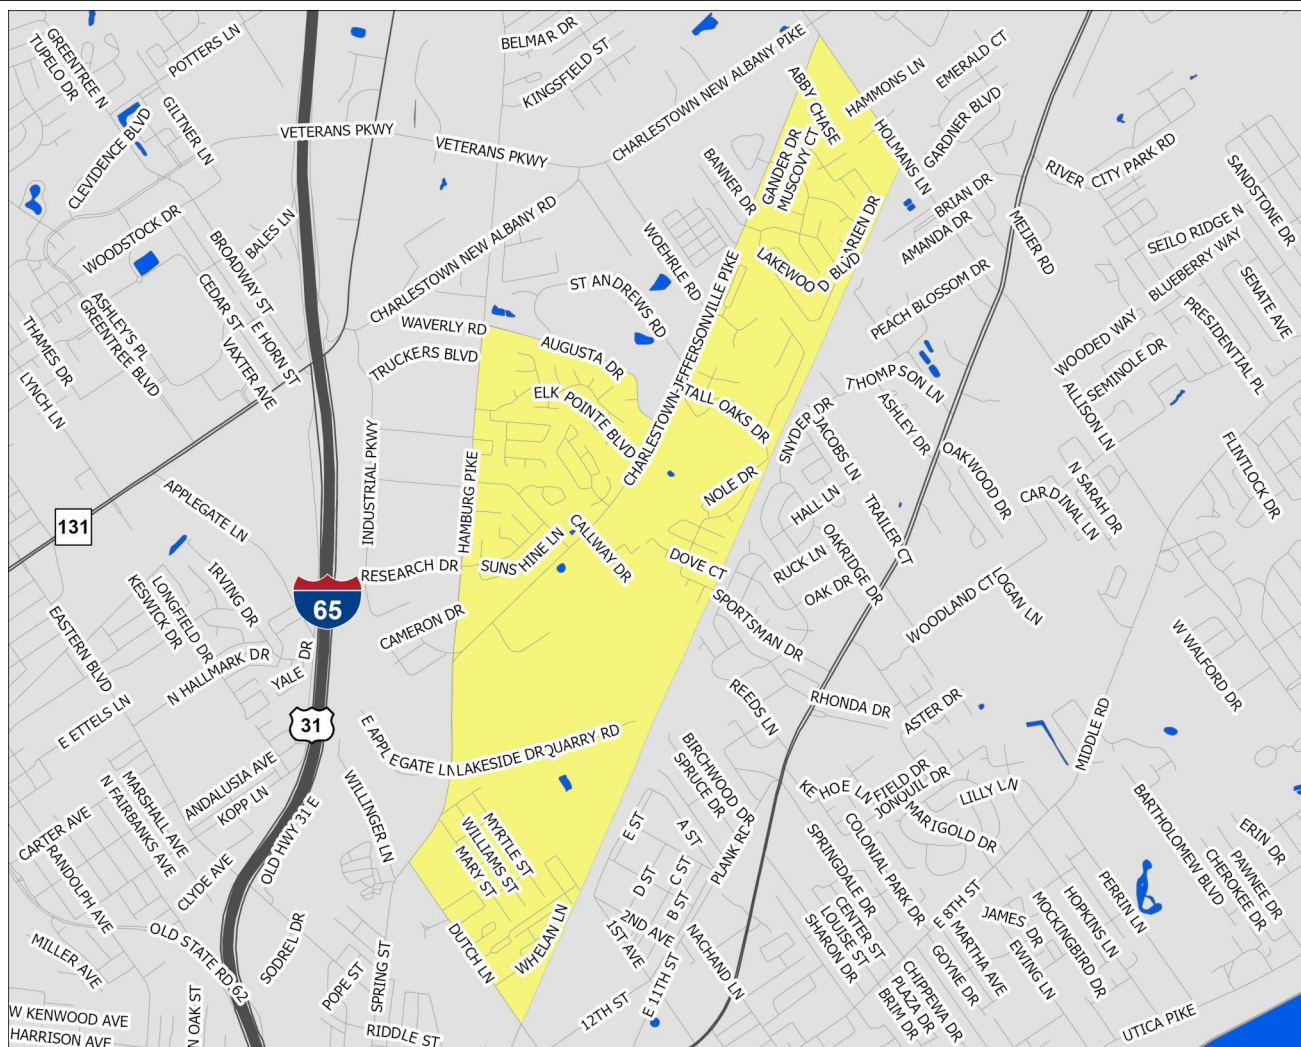 GREENTREE N
TUPELO DR
POTTERS LN
BELMAR DR
KINGSFIELD ST
CHARLESTOWN NEW ALBANY PIKE
ABBY CHASE
HAMMONS LN
EMERALD CT
GARDNER BLVD
GILTNER LN
CLEVIDENCE BLVD
VETERANS PKWY
VETERANS PKWY
BANNER DR
GANDER DR
MUSCOVY CT
HOLMANS LN
BRIAN DR
AMANDA DR
RIVER CITY PARK RD
MEIJER RD
SANDSTONE DR
SEILO RIDGE N
BLUEBERRY WAY
SENATE AVE
WOODSTOCK DR
BALES LN
BROADWAY ST
CEDAR ST
CHARLESTOWN NEW ALBANY RD
WOEHRLE RD
ST ANDREWS RD
LAKEWOOD BLVD
ARIEN DR
PEACH BLOSSOM DR
WOODED WAY
SEMINOLE DR
PRESIDENTIAL PL
ASHLEYS PL
GREENTREE BLVD
THAMES DR
LYNCH LN
E HORN ST
VAXTER AVE
WAVERLY RD
TRUCKERS BLVD
AUGUSTA DR
ELK POINTE BLVD
CHARLESTOWN-JEFFERSONVILLE PIKE
TALL OAKS DR
THOMPSON LN
SNYDER DR
JACOBS LN
ASHLEY DR
OAKWOOD DR
ALLISON LN
N SARAH DR
CARDINAL LN
FLINTLOCK DR
INDUSTRIAL PKWY
HAMBURG PIKE
NOLE DR
HALL LN
TRAILER CT
131
APPLEGATE LN
RESEARCH DR
SUNSHINE LN
CALLWAY DR
DOVE CT
RUCK LN
OAKRIDGE DR
OAK DR
WOODLAND CT
LOGAN LN
IRVING DR
LONGFIELD DR
KESWICK DR
65
CAMERON DR
SPORTSMAN DR
EASTERN BLVD
N HALLMARK DR
YALE DR
W WALFORD DR
E ETTELS LN
31
E APPLEGATE LN
LAKESIDE DR
QUARRY RD
REEDS LN
RHONDA DR
ASTER DR
MIDDLE RD
ANDALUSIA AVE
KOPP LN
MARSHALL AVE
N FAIRBANKS AVE
CARTER AVE
RANDOLPH AVE
CLYDE AVE
OLD HWY 31 E
WILLINGER LN
MYRTLE ST
WILLIAMS ST
MARY ST
BIRCHWOOD DR
SPRUCE DR
E ST
A ST
D ST
C ST
B ST
PLANK RD
KEHOE LN
FIELD DR
JONQUIL DR
LILLY LN
MARIGOLD DR
COLONIAL PARK DR
SPRINGDALE DR
CENTER ST
LOUISE ST
SHARON DR
E 8TH ST
MARTHA AVE
JAMES DR
EWING LN
MOCKINGBIRD DR
HOPKINS LN
PERRIN LN
BARTHOLOMEW BLVD
ERIN DR
PAWNEE DR
CHEROKEE DR
MILLER AVE
OLD STATE RD 62
SODREL DR
POPE ST
SPRING ST
DUTCH LN
WHELAN LN
2ND AVE
1ST AVE
NACHAND LN
12TH ST
E 11TH ST
GOYNE DR
CHIPPEWA DR
PLAZA DR
BRIM DR
UTICA PIKE
W KENWOOD AVE
HARRISON AVE
N OAK ST
RIDDLE ST